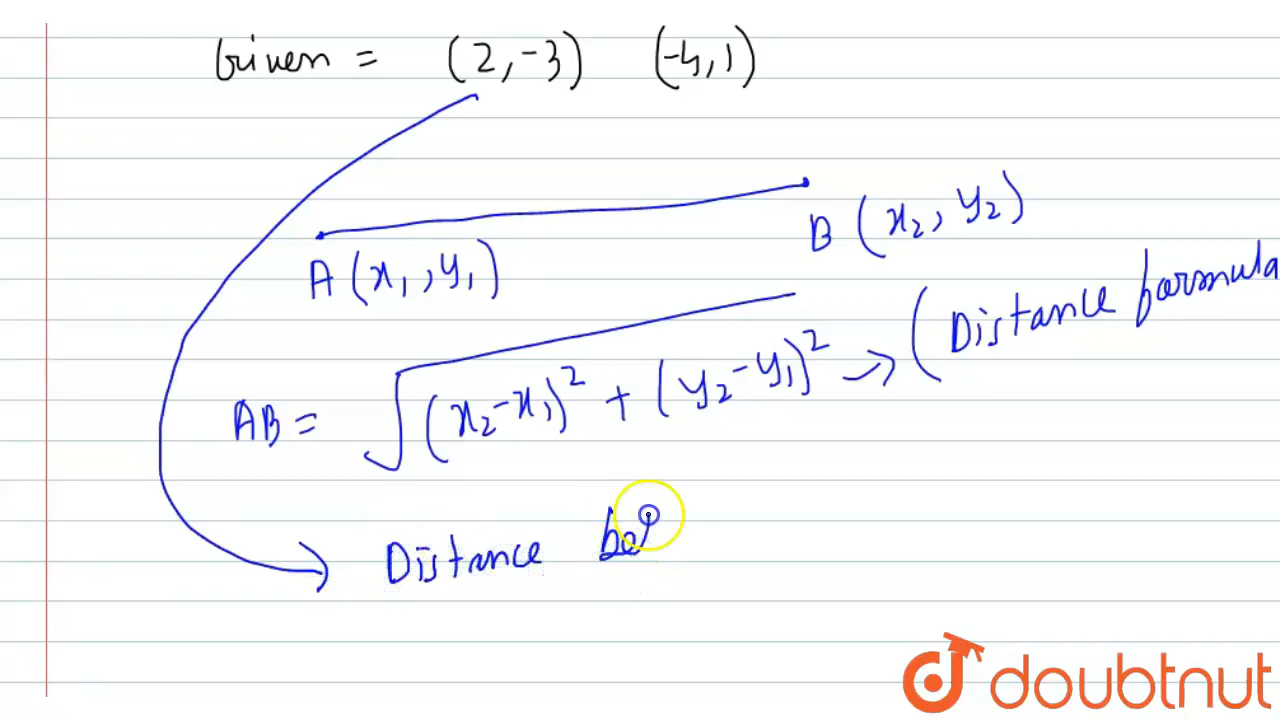 Given = (2,-3) (-4,1)
A (x₁,y₁)
B (x₂, y₂)
AB = √(x₂-x₁)² + (y₂-y₁)² → (Distance formula
Distance bet
doubtnut